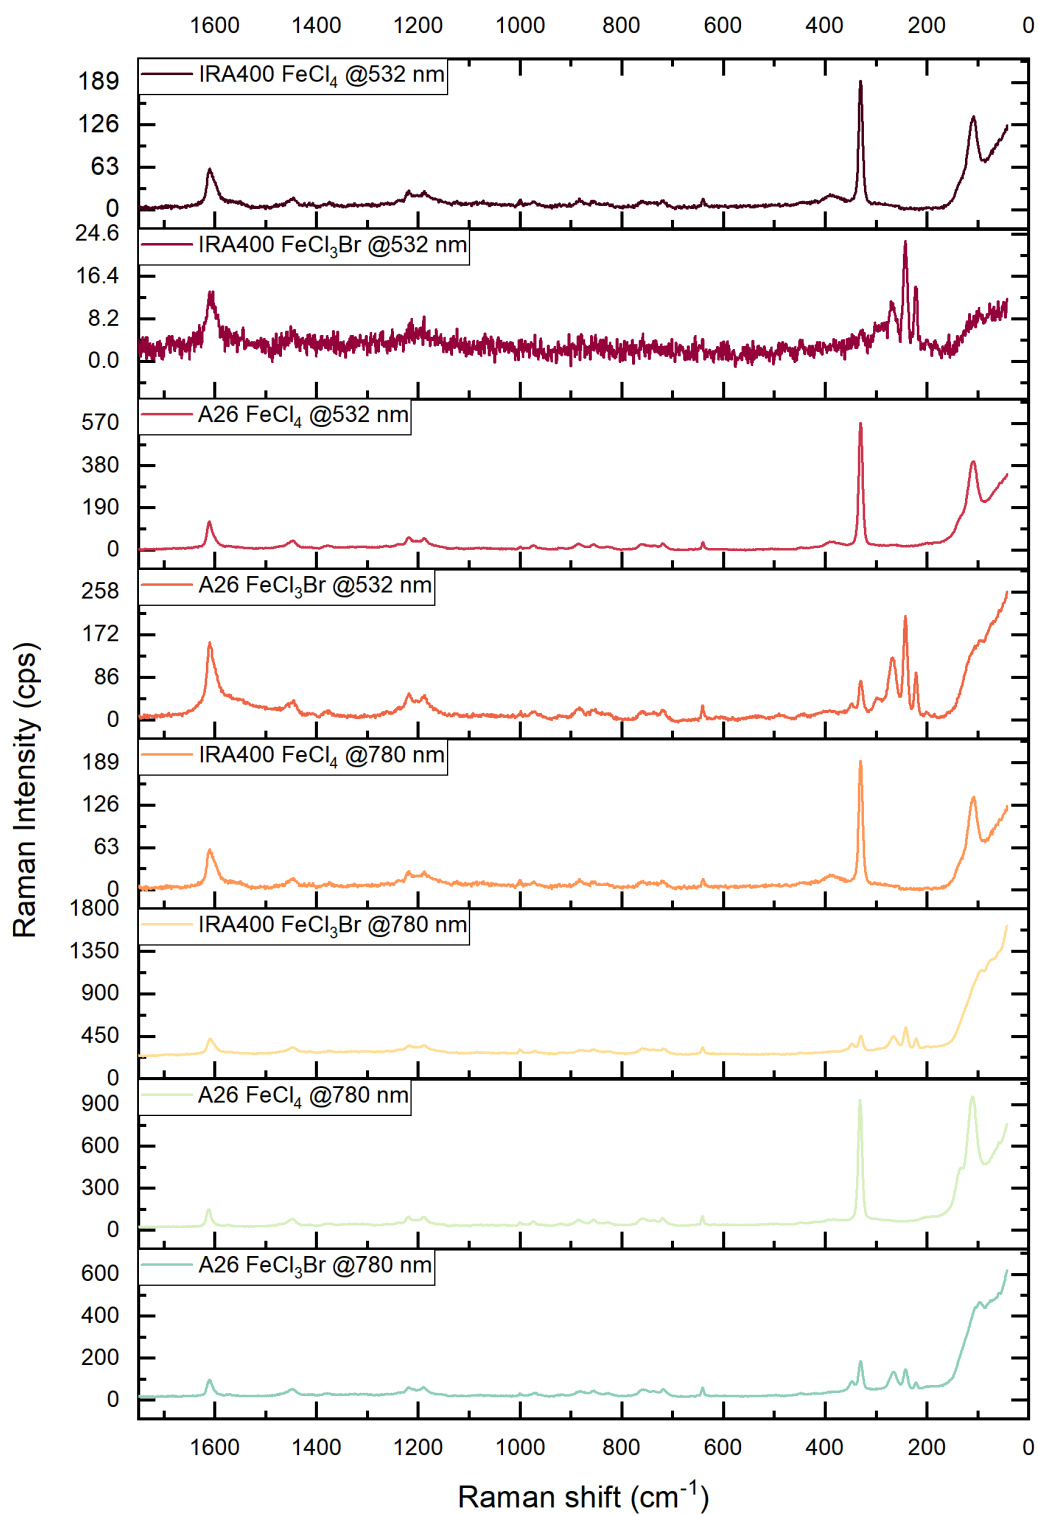 1600 1400 1200 1000 800 600 400 200 0
IRA400 FeCl₄ @532 nm
189
126
63
0
IRA400 FeCl₃Br @532 nm
24.6
16.4
8.2
0.0
A26 FeCl₄ @532 nm
570
380
190
0
A26 FeCl₃Br @532 nm
258
172
86
0
IRA400 FeCl₄ @780 nm
189
126
63
0
IRA400 FeCl₃Br @780 nm
1800
1350
900
450
0
A26 FeCl₄ @780 nm
900
600
300
0
A26 FeCl₃Br @780 nm
600
400
200
0
1600 1400 1200 1000 800 600 400 200 0
Raman shift (cm⁻¹)
Raman Intensity (cps)